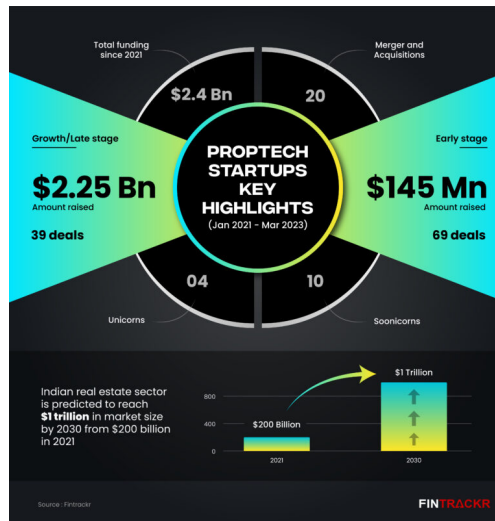 Total funding
since 2021
Merger and
Acquisitions
$2.4 Bn
20
Growth/Late stage
$2.25 Bn
Amount raised
39 deals
PROPTECH
STARTUPS
KEY
HIGHLIGHTS
(Jan 2021 - Mar 2023)
Early stage
$145 Mn
Amount raised
69 deals
04
10
Unicorns
Soonicorns
Indian real estate sector
is predicted to reach
$1 trillion in market size
by 2030 from $200 billion
in 2021
$1 Trillion
800
400
$200 Billion
0
2021
2030
Source : Fintrackr
FINTRACKR